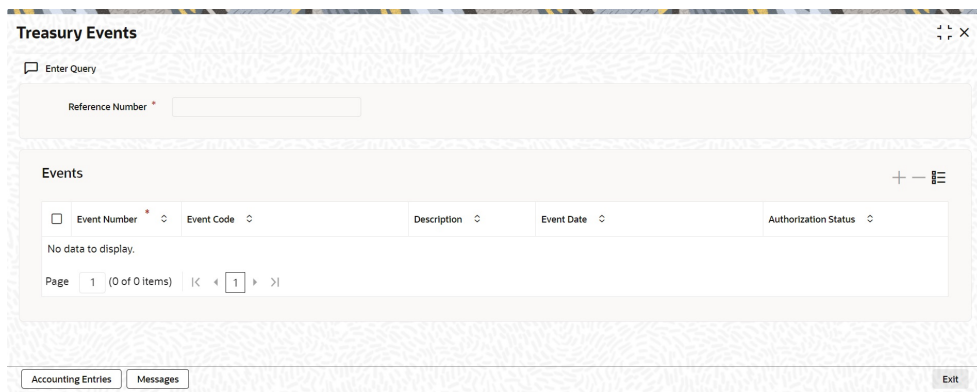 Treasury Events
Enter Query
Reference Number *
Events
Event Number * Event Code Description Event Date Authorization Status
No data to display.
Page 1 (0 of 0 items) 1
Accounting Entries Messages Exit